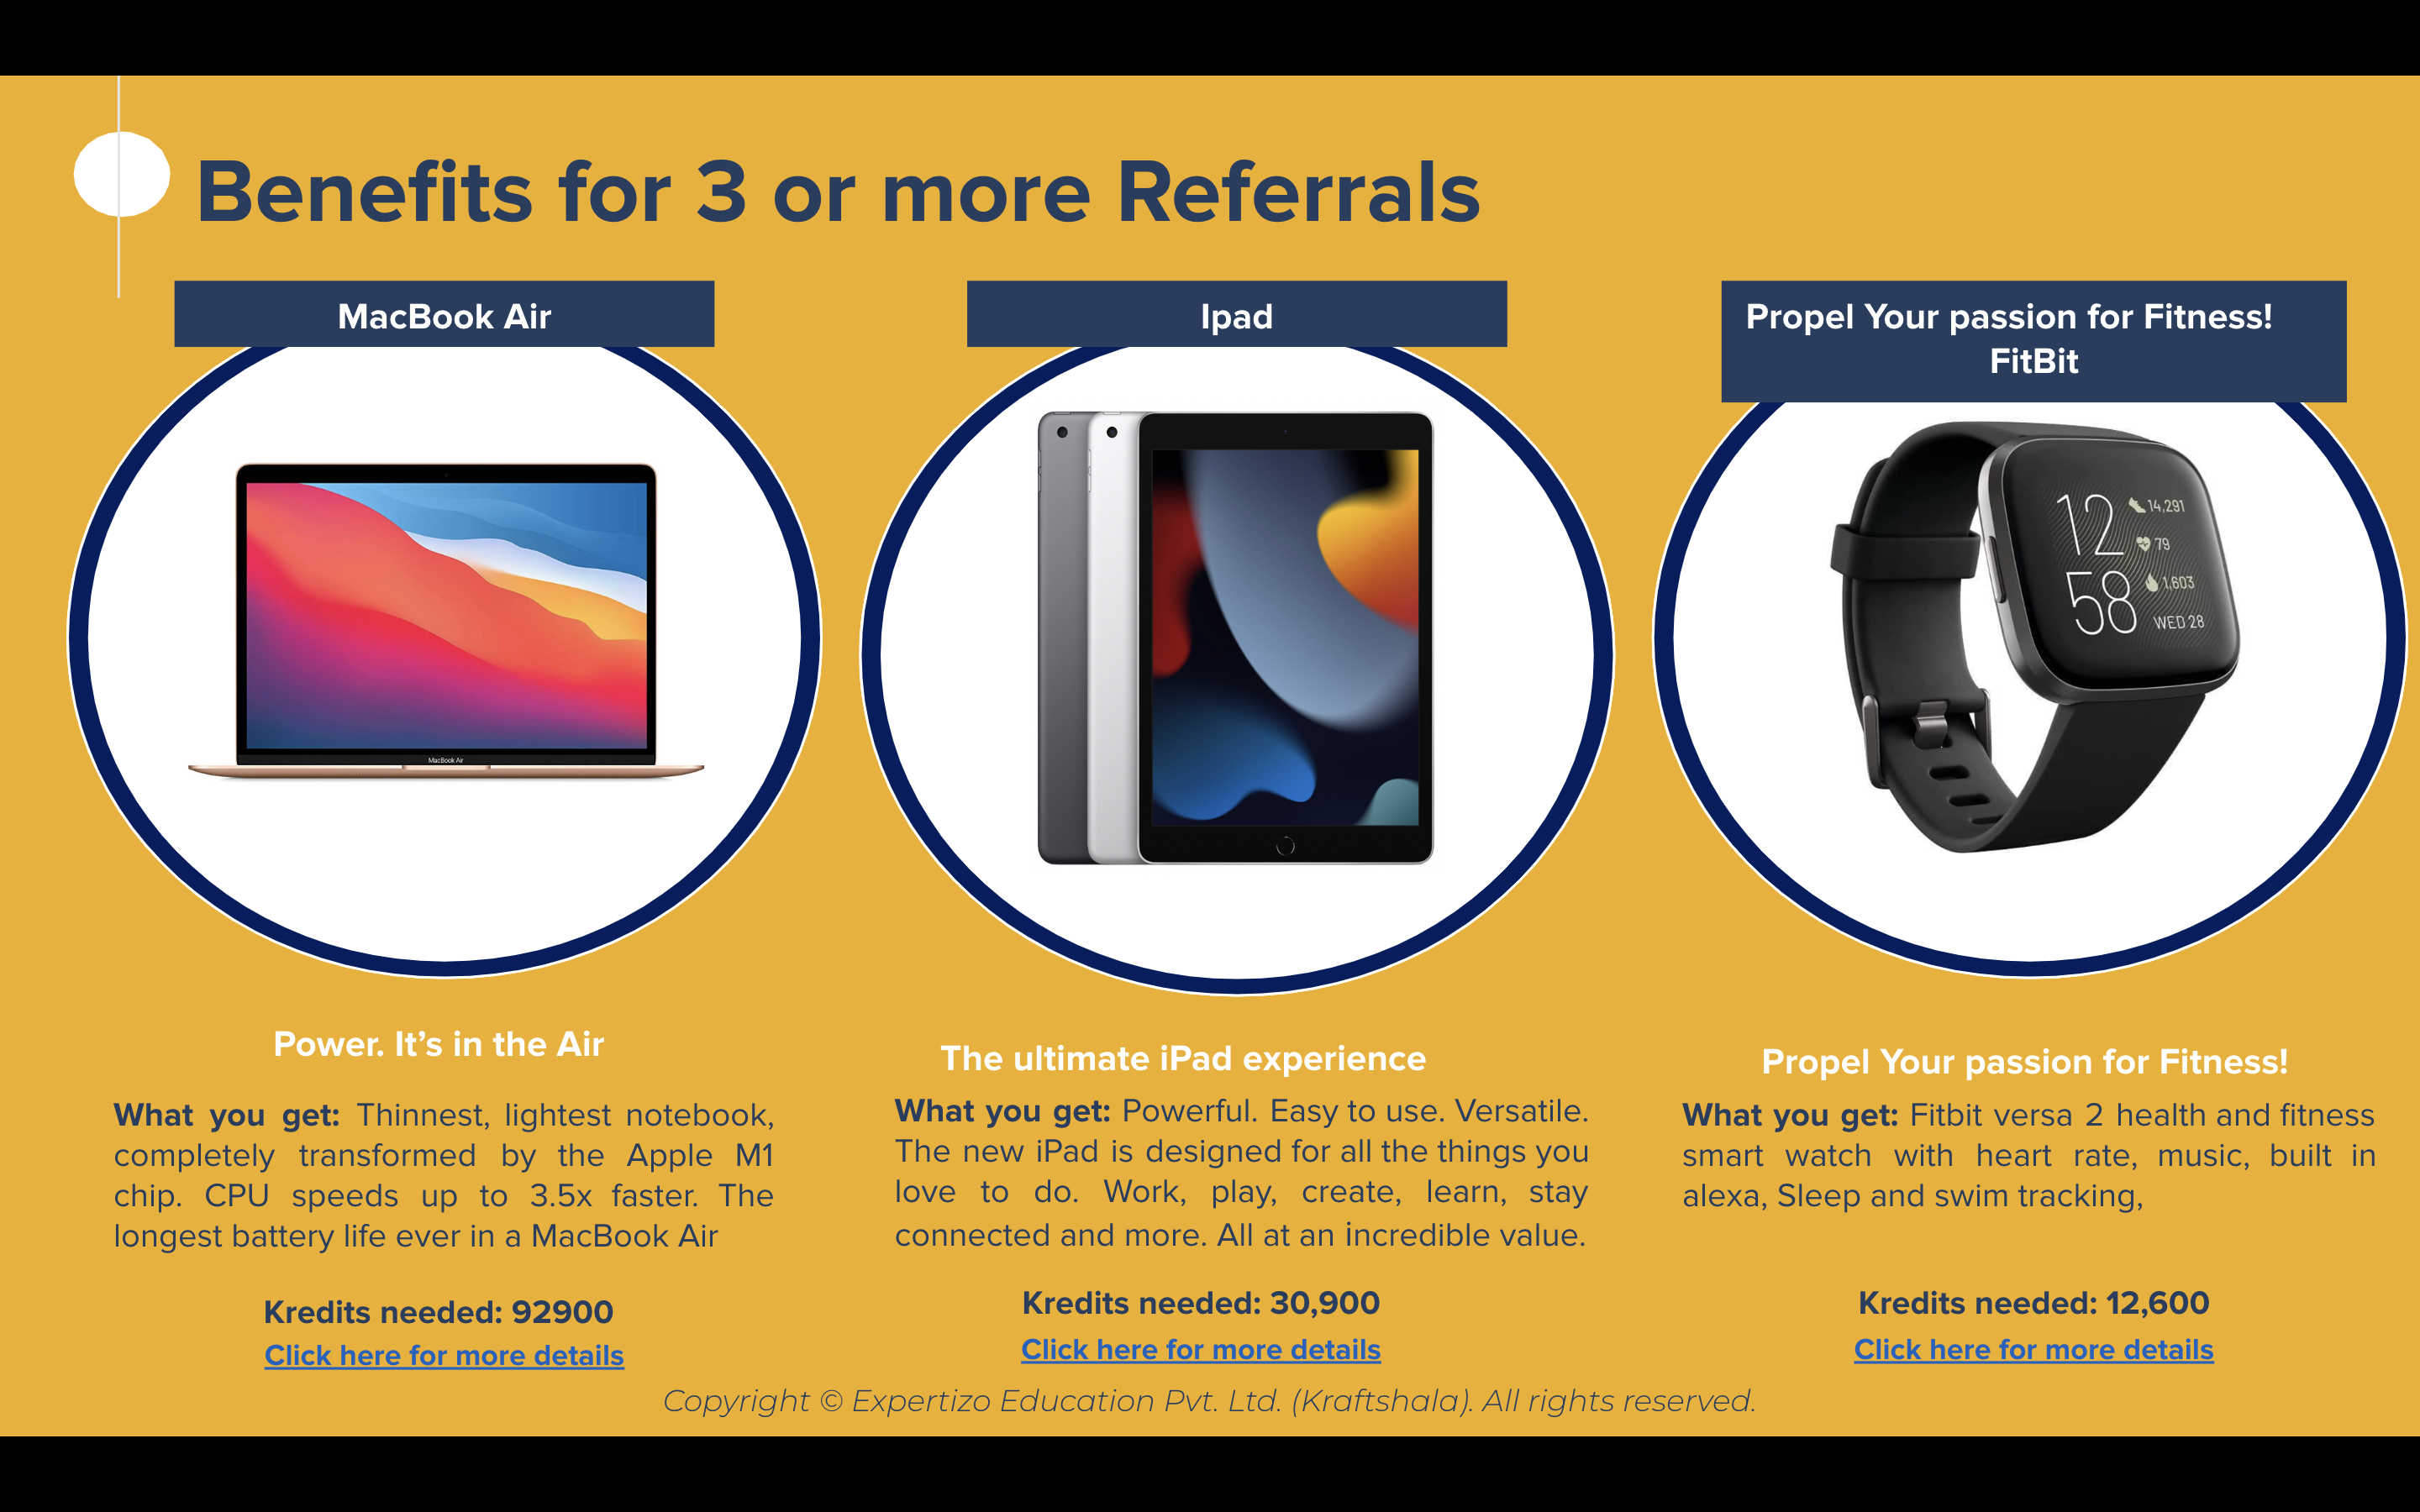 Benefits for 3 or more Referrals
MacBook Air
MacBook Air
Power. It’s in the Air
What you get: Thinnest, lightest notebook,
completely transformed by the Apple M1
chip. CPU speeds up to 3.5x faster. The
longest battery life ever in a MacBook Air
Kredits needed: 92900
Click here for more details
Ipad
The ultimate iPad experience
What you get: Powerful. Easy to use. Versatile.
The new iPad is designed for all the things you
love to do. Work, play, create, learn, stay
connected and more. All at an incredible value.
Kredits needed: 30,900
Click here for more details
Propel Your passion for Fitness!
FitBit
12
58
14,291
79
1,603
WED 28
Propel Your passion for Fitness!
What you get: Fitbit versa 2 health and fitness
smart watch with heart rate, music, built in
alexa, Sleep and swim tracking,
Kredits needed: 12,600
Click here for more details
Copyright © Expertizo Education Pvt. Ltd. (Kraftshala). All rights reserved.